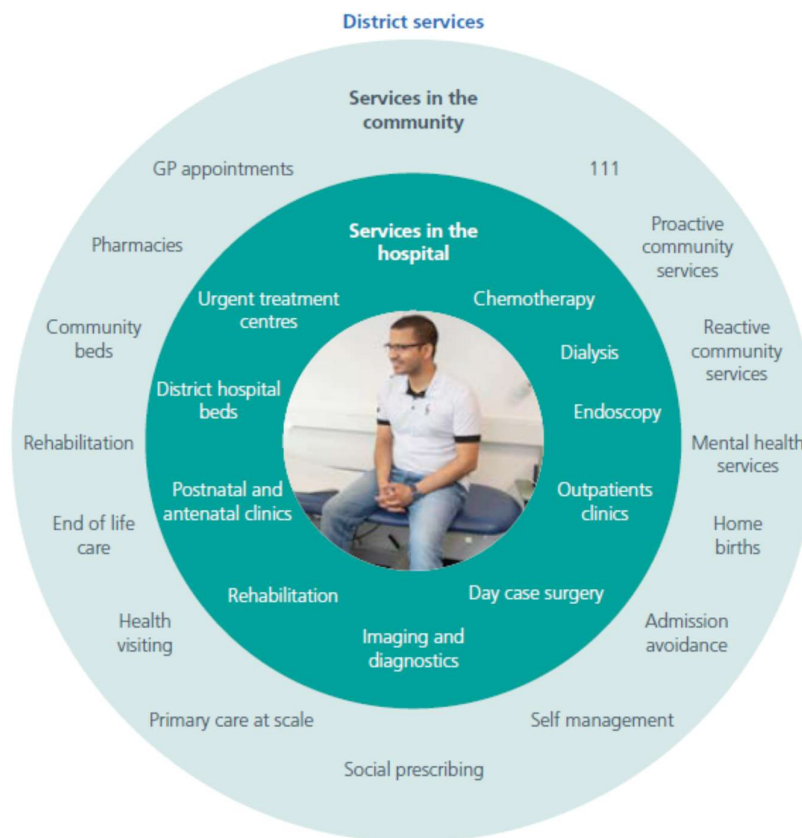 District services
Services in the
community
GP appointments
111
Pharmacies
Proactive
community
services
Community
beds
Reactive
community
services
Rehabilitation
Mental health
services
End of life
care
Home
births
Health
visiting
Admission
avoidance
Primary care at scale
Self management
Social prescribing
Services in the
hospital
Urgent treatment
centres
Chemotherapy
Dialysis
District hospital
beds
Endoscopy
Postnatal and
antenatal clinics
Outpatients
clinics
Rehabilitation
Day case surgery
Imaging and
diagnostics